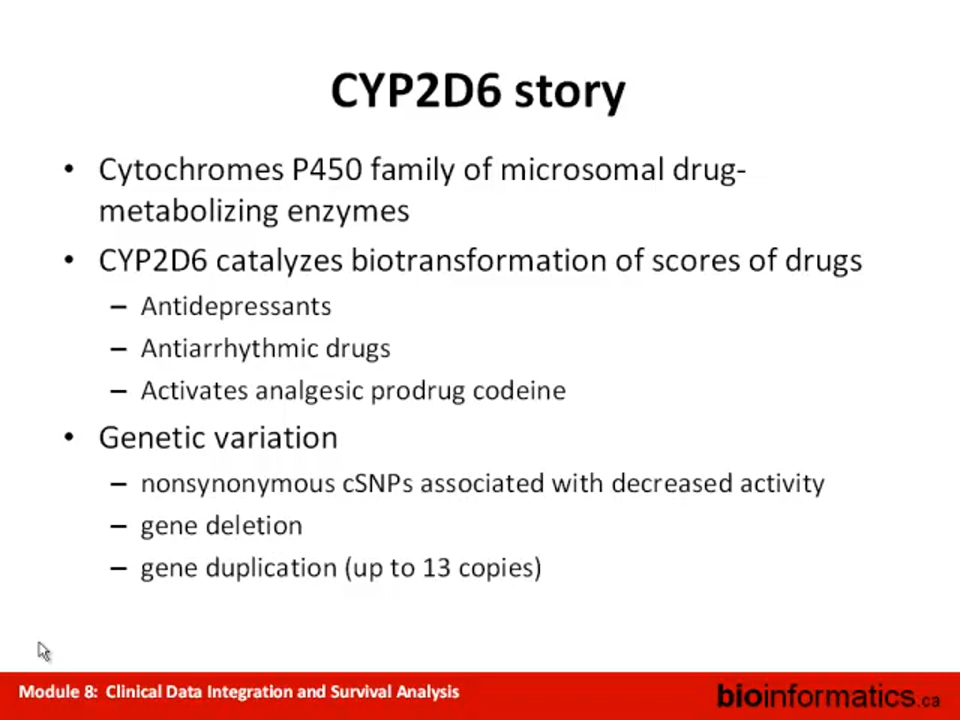 CYP2D6 story
• Cytochromes P450 family of microsomal drug-
metabolizing enzymes
• CYP2D6 catalyzes biotransformation of scores of drugs
– Antidepressants
– Antiarrhythmic drugs
– Activates analgesic prodrug codeine
• Genetic variation
– nonsynonymous cSNPs associated with decreased activity
– gene deletion
– gene duplication (up to 13 copies)
Module 8: Clinical Data Integration and Survival Analysis
bioinformatics.ca